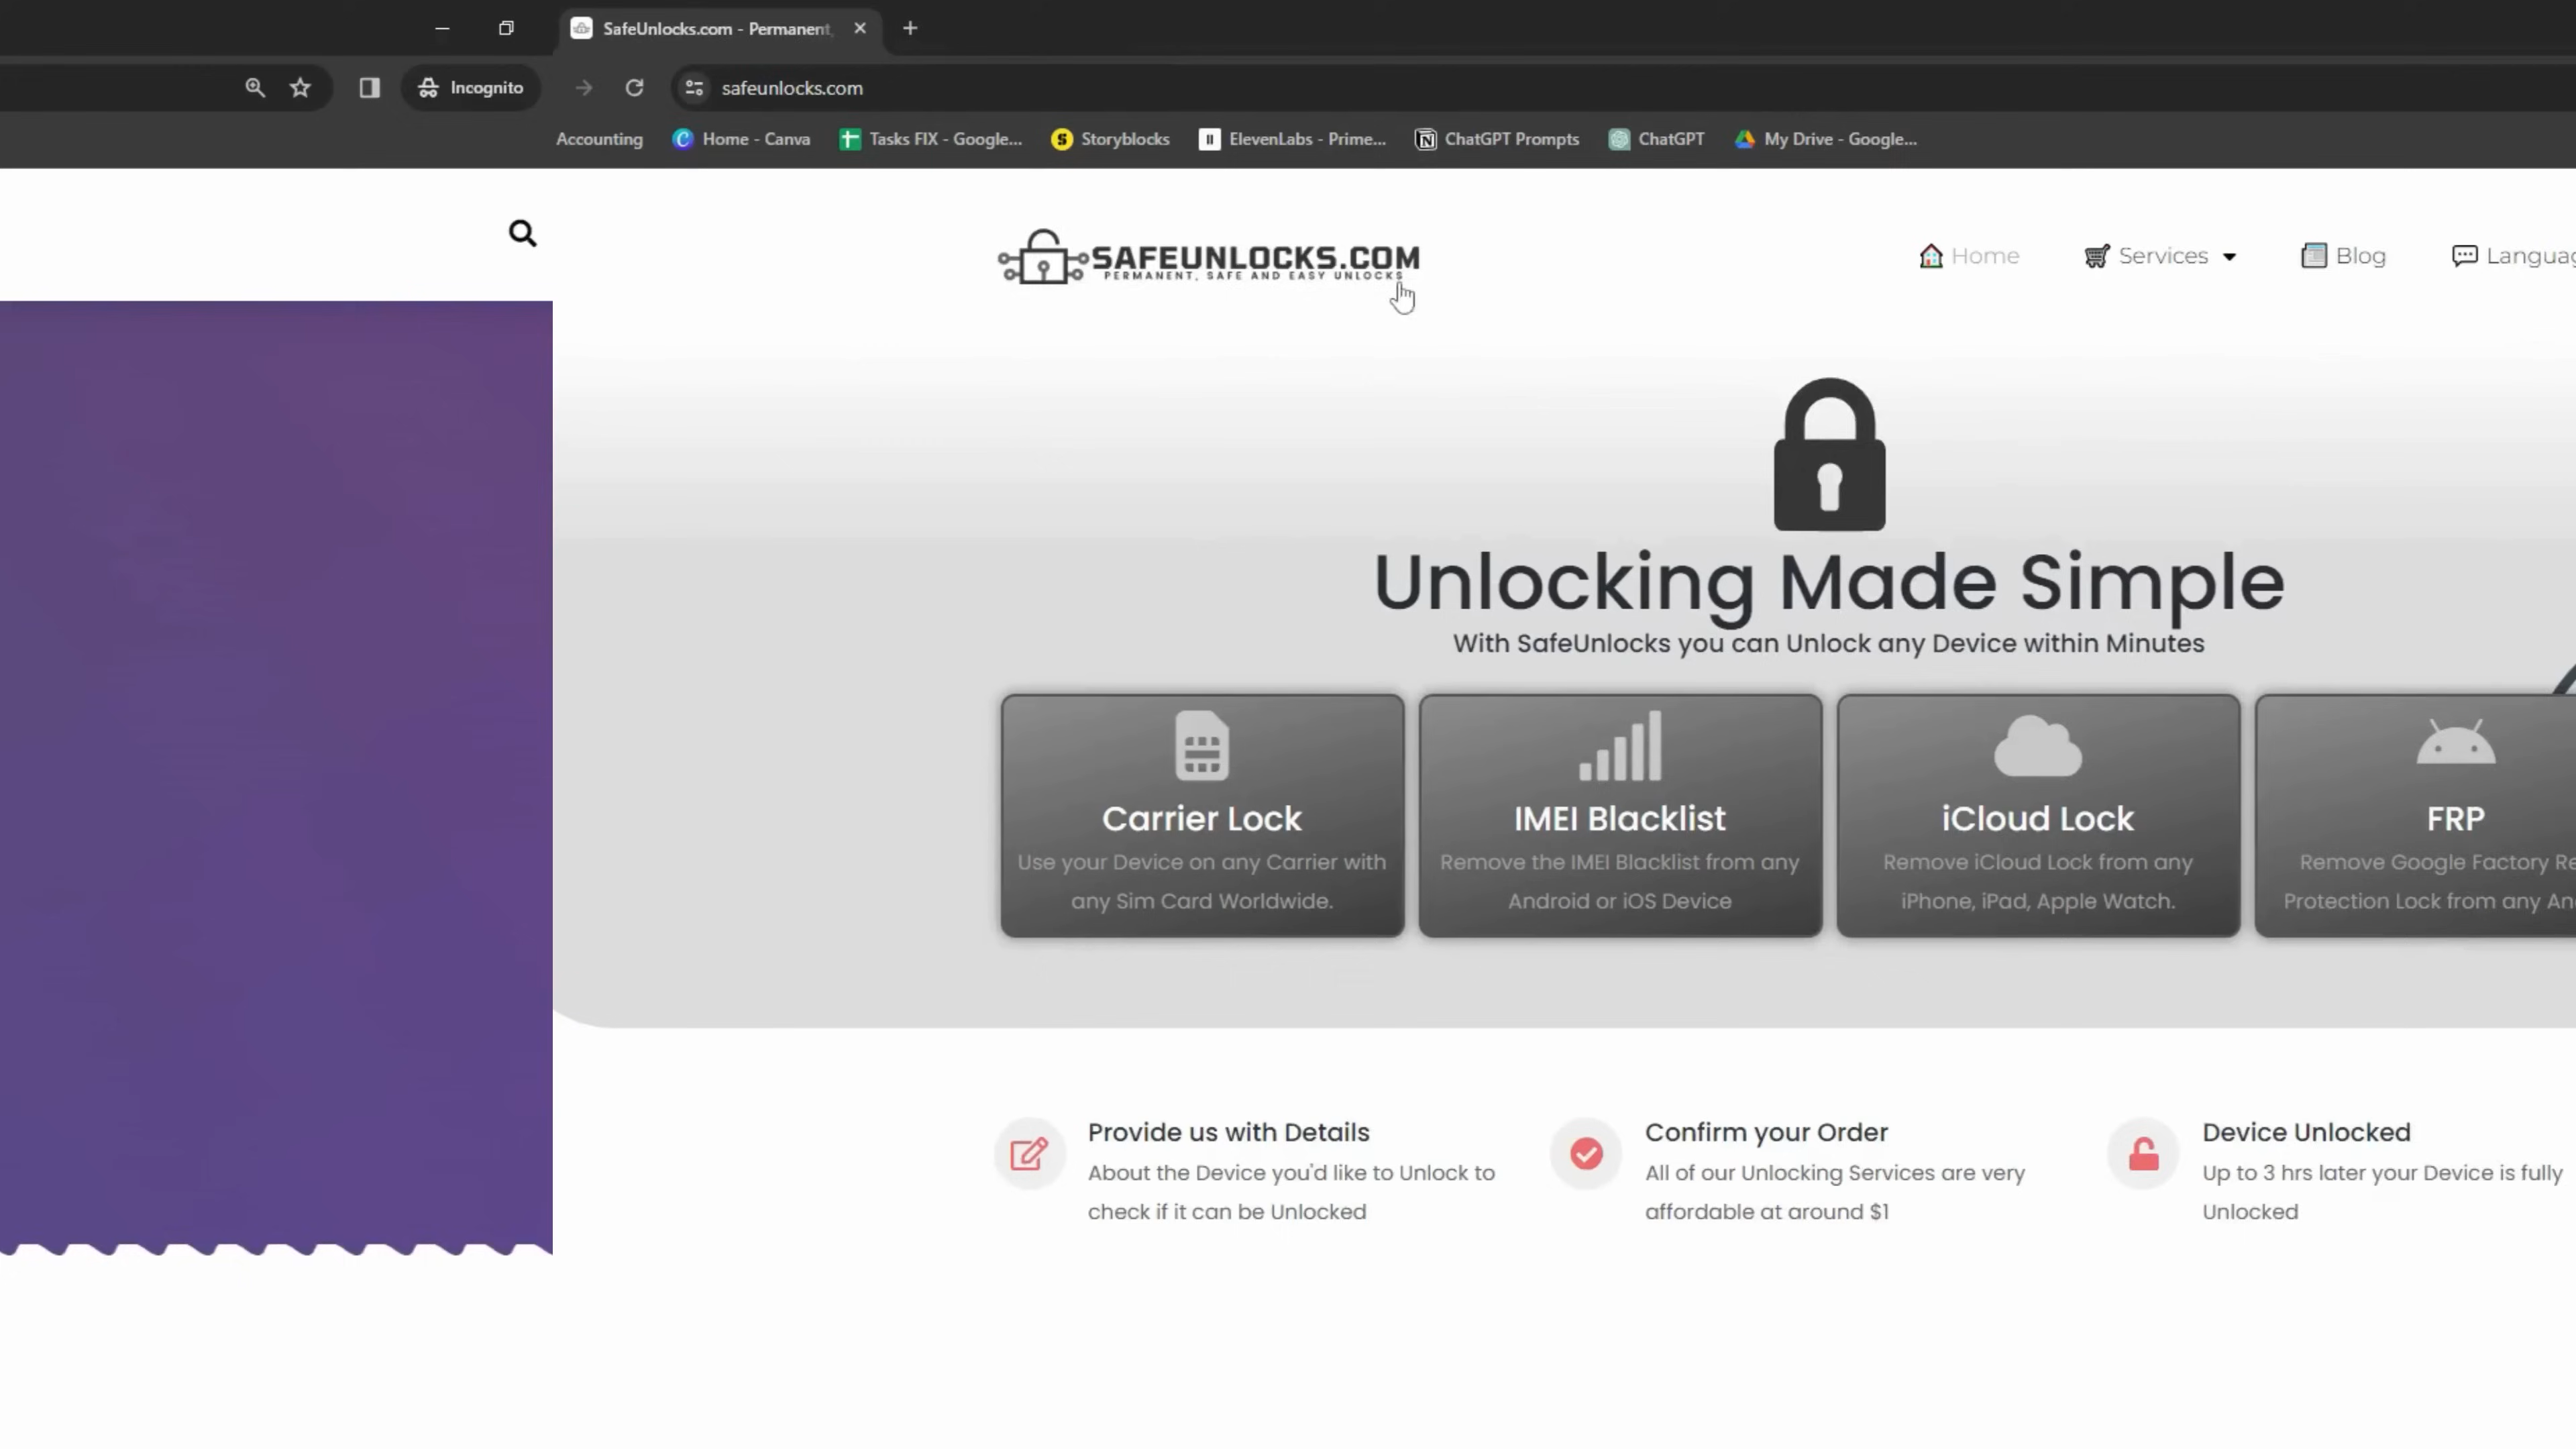 SafeUnlocks.com - Permanent,
Incognito
safeunlocks.com
Accounting
Home - Canva
Tasks FIX - Google...
Storyblocks
ElevenLabs - Prime...
ChatGPT Prompts
ChatGPT
My Drive - Google...
SAFEUNLOCKS.COM
PERMANENT, SAFE AND EASY UNLOCKS
Home
Services
Blog
Unlocking Made Simple
With SafeUnlocks you can Unlock any Device within Minutes
Carrier Lock
Use your Device on any Carrier with
any Sim Card Worldwide.
IMEI Blacklist
Remove the IMEI Blacklist from any
Android or iOS Device
iCloud Lock
Remove iCloud Lock from any
iPhone, iPad, Apple Watch.
FRP
Remove Google Factory
Protection Lock from any
Provide us with Details
About the Device you'd like to Unlock to
check if it can be Unlocked
Confirm your Order
All of our Unlocking Services are very
affordable at around $1
Device Unlocked
Up to 3 hrs later your Device is fully
Unlocked